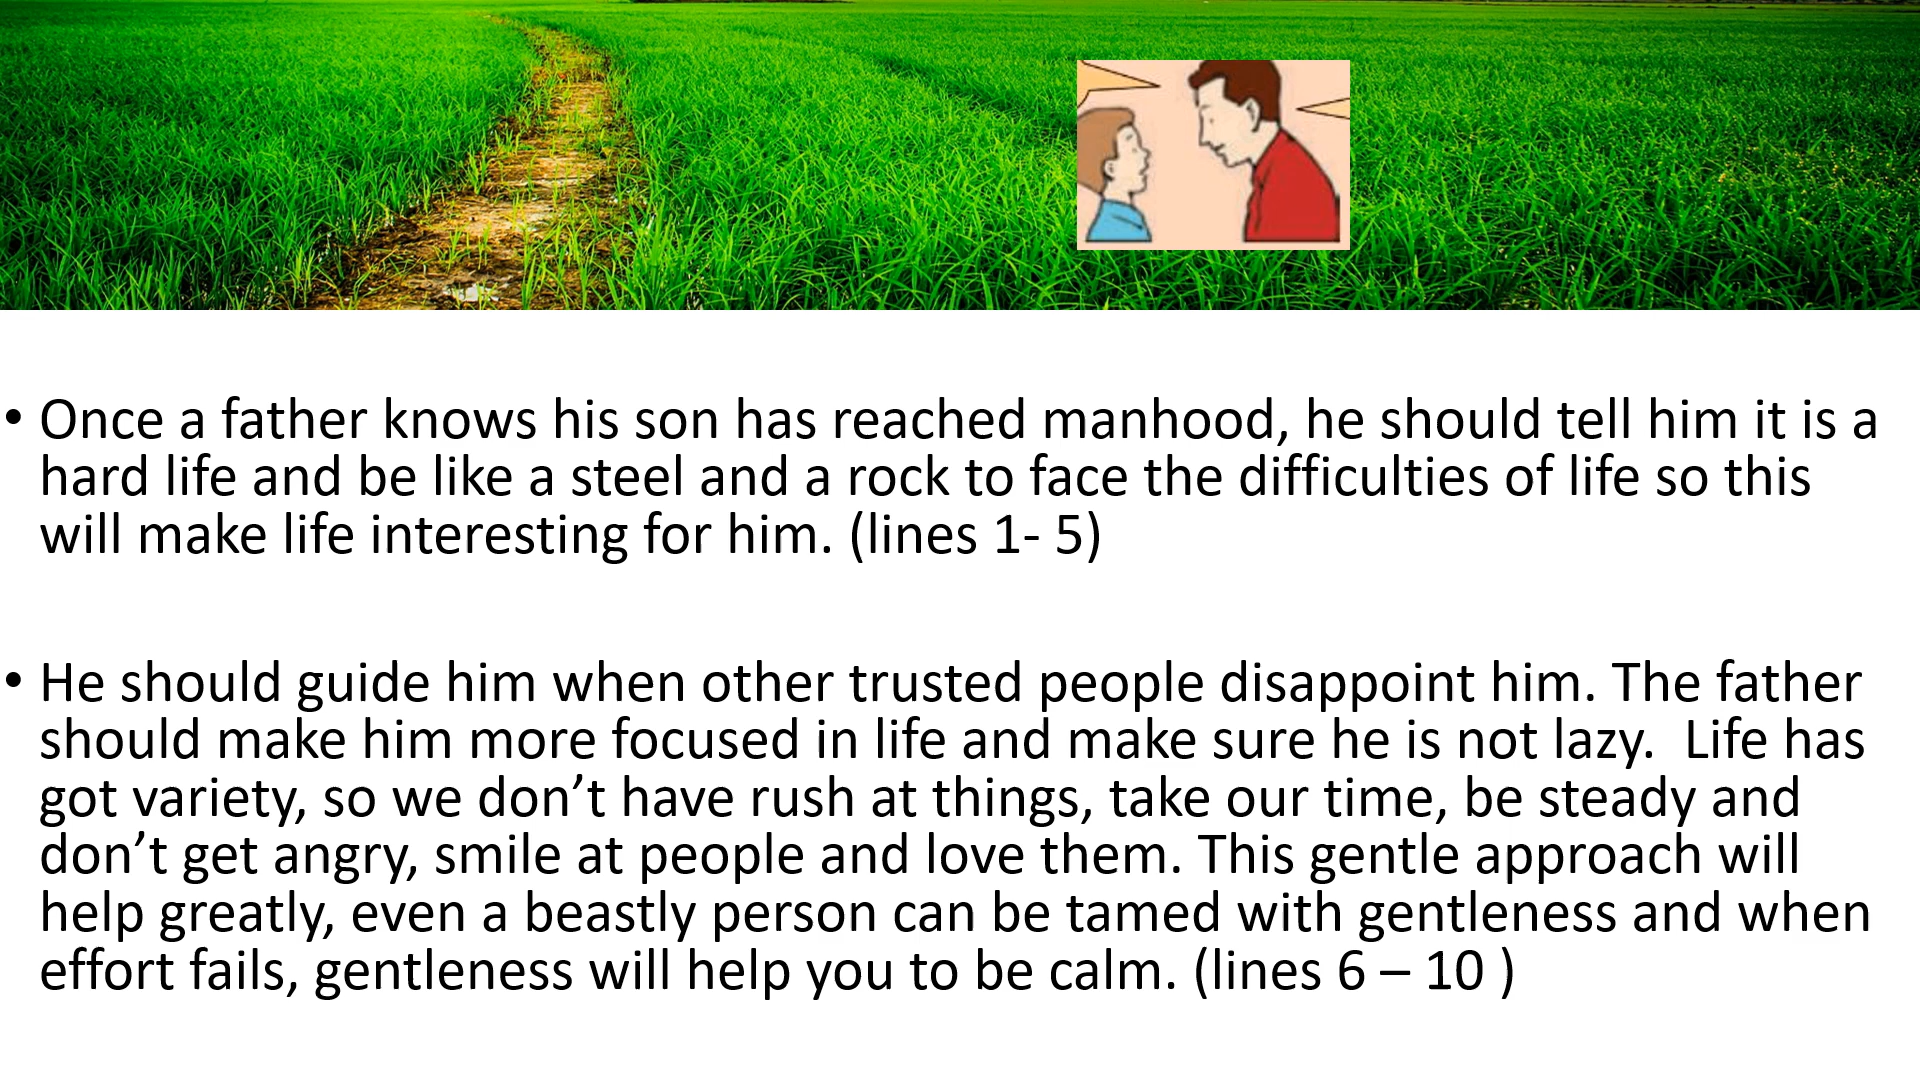 • Once a father knows his son has reached manhood, he should tell him it is a
hard life and be like a steel and a rock to face the difficulties of life so this
will make life interesting for him. (lines 1- 5)
• He should guide him when other trusted people disappoint him. The father
should make him more focused in life and make sure he is not lazy.  Life has
got variety, so we don’t have rush at things, take our time, be steady and
don’t get angry, smile at people and love them. This gentle approach will
help greatly, even a beastly person can be tamed with gentleness and when
effort fails, gentleness will help you to be calm. (lines 6 – 10 )